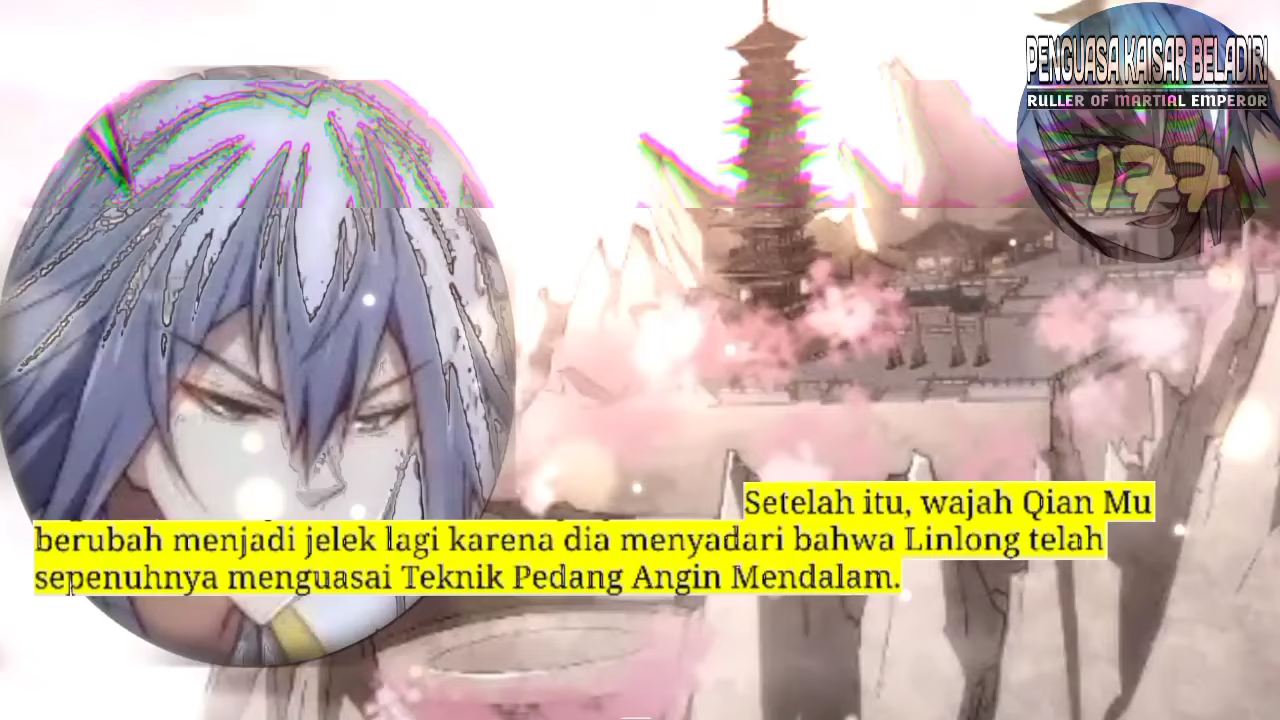 PENGUASA KAISAR BELADIRI
RULLER OF MARTIAL EMPEROR
177
Setelah itu, wajah Qian Mu
berubah menjadi jelek lagi karena dia menyadari bahwa Linlong telah
sepenuhnya menguasai Teknik Pedang Angin Mendalam.